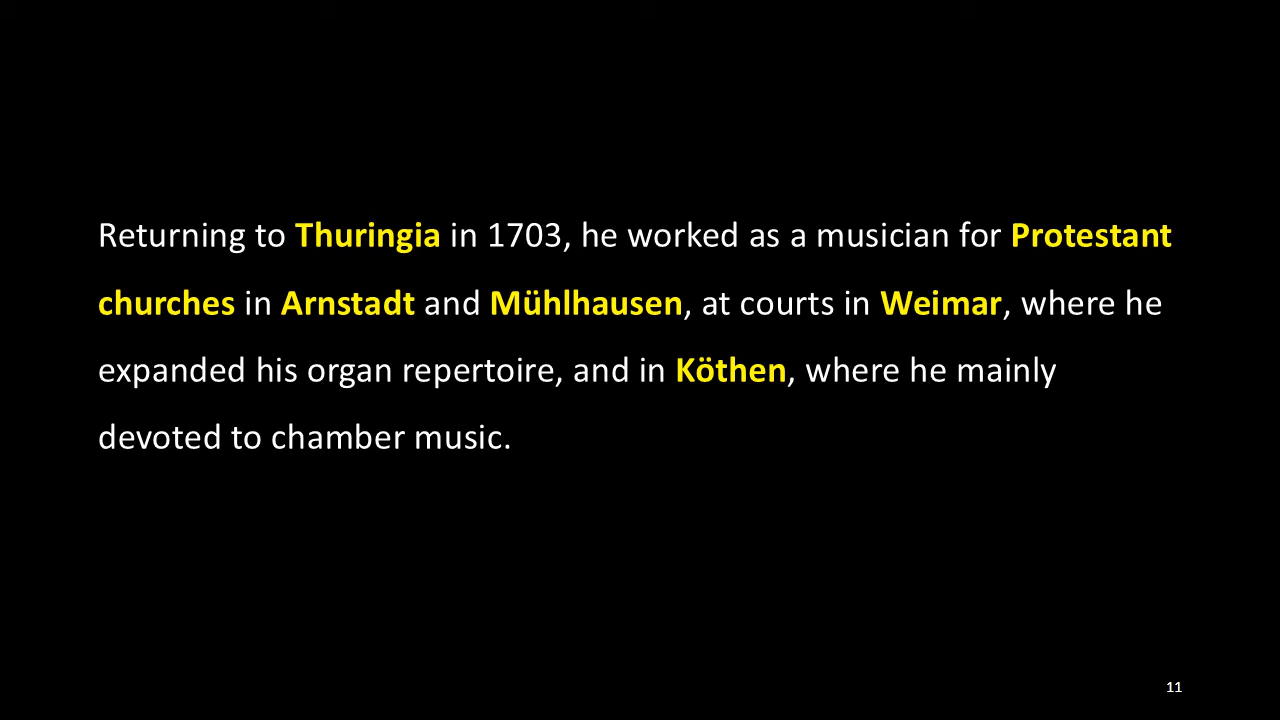 Returning to Thuringia in 1703, he worked as a musician for Protestant
churches in Arnstadt and Mühlhausen, at courts in Weimar, where he
expanded his organ repertoire, and in Köthen, where he mainly
devoted to chamber music.
11